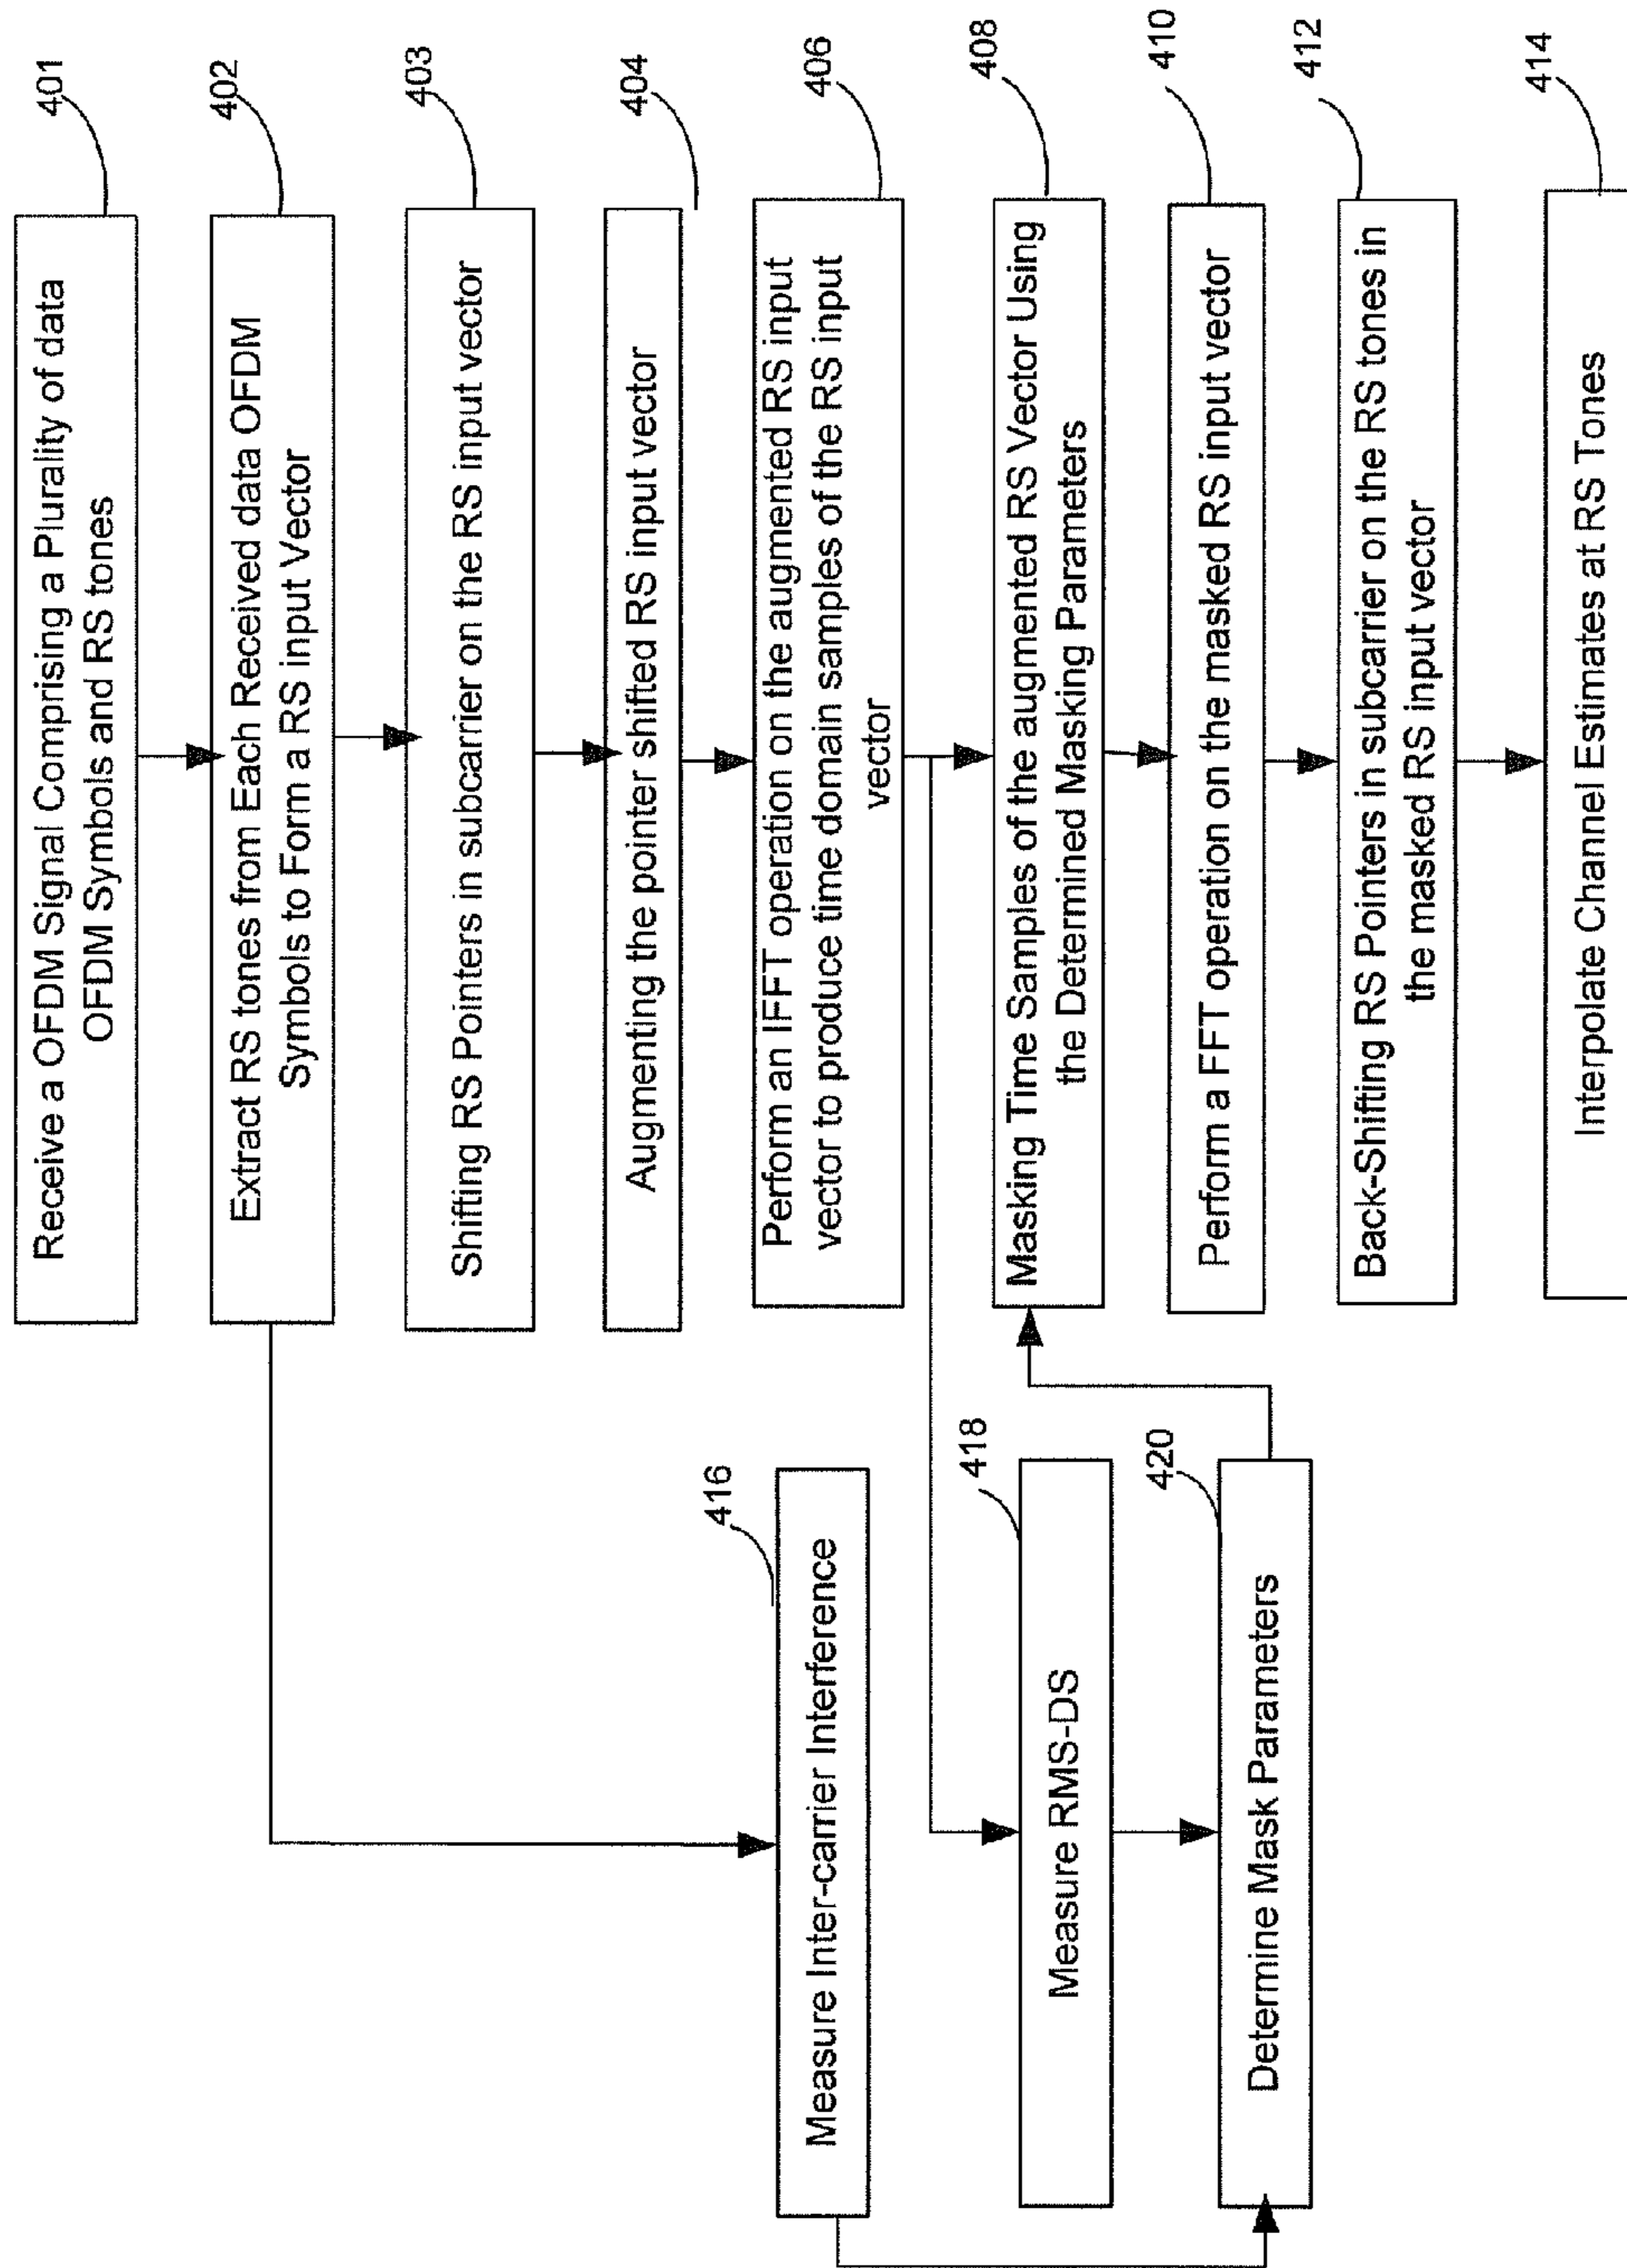 Receive a OFDM Signal Comprising a Plurality of data
OFDM Symbols and RS tones
401
Extract RS tones from Each Received data OFDM
Symbols to Form a RS input Vector
402
Shifting RS Pointers in subcarrier on the RS input vector
403
Augmenting the pointer shifted RS input vector
404
Perform an IFFT operation on the augmented RS input
vector to produce time domain samples of the RS input
vector
406
Masking Time Samples of the augmented RS Vector Using
the Determined Masking Parameters
408
Perform a FFT operation on the masked RS input vector
410
Back-Shifting RS Pointers in subcarrier on the RS tones in
the masked RS input vector
412
Interpolate Channel Estimates at RS Tones
414
Measure Inter-carrier Interference
416
Measure RMS-DS
418
Determine Mask Parameters
420